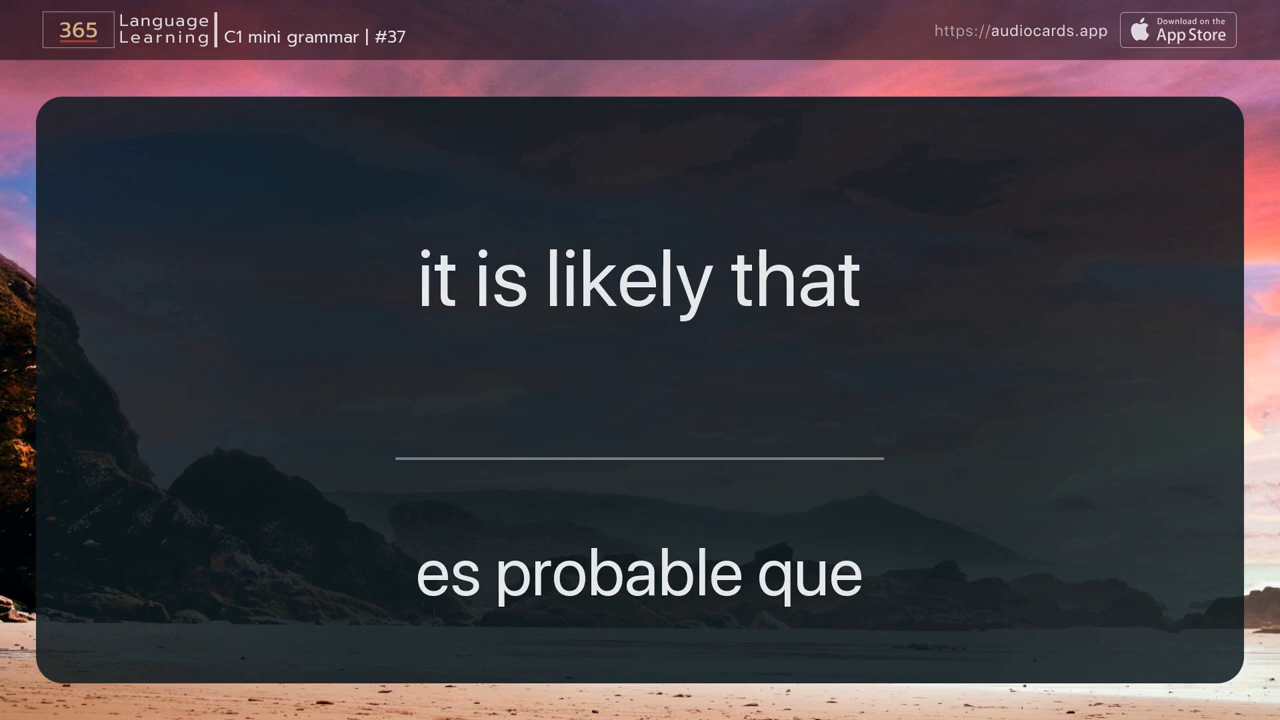 365
Language
Learning
C1 mini grammar | #37
https://audiocards.app
Download on the
App Store
it is likely that
es probable que